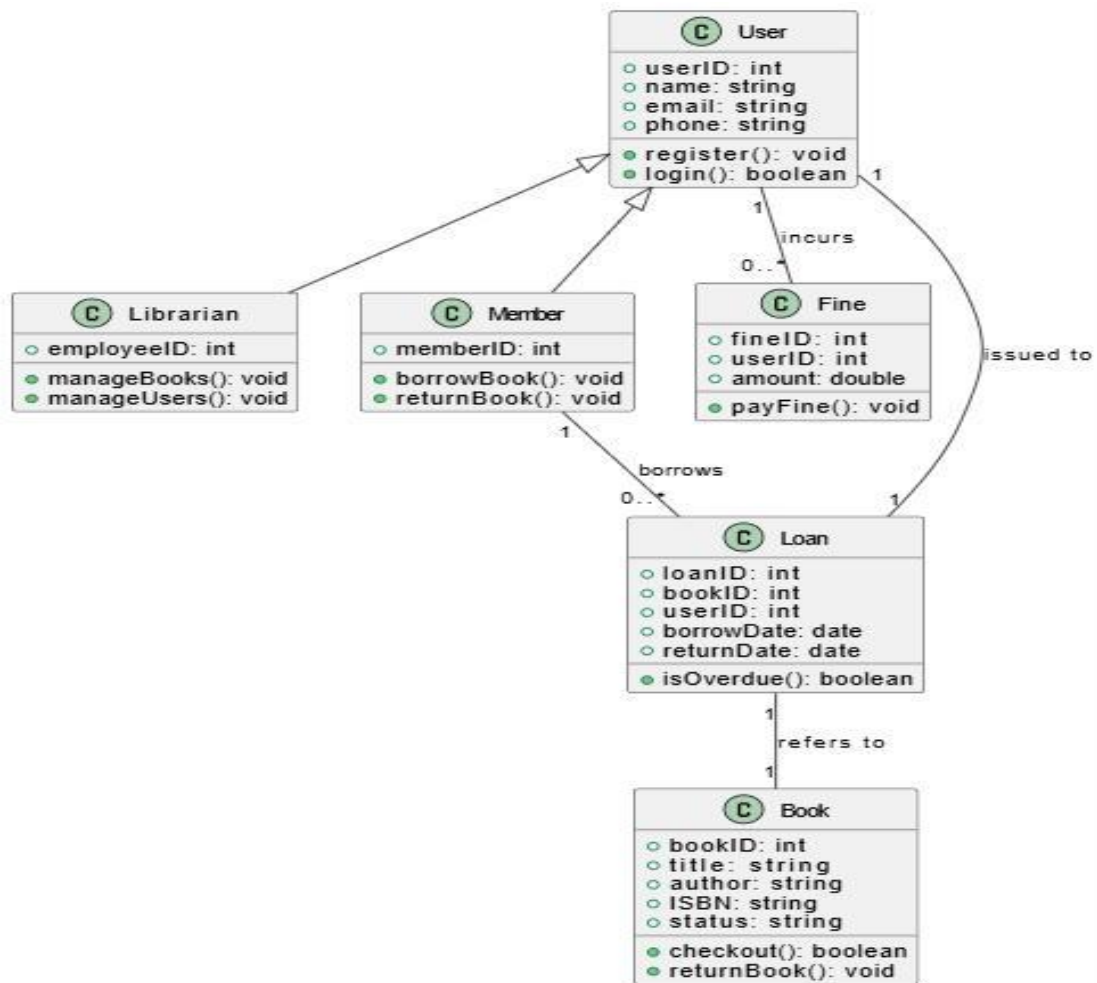 C User
userID: int
name: string
email: string
phone: string
register(): void
login(): boolean
1
1
incurs
0..*
C Librarian
employeeID: int
manageBooks(): void
manageUsers(): void
C Member
memberID: int
borrowBook(): void
returnBook(): void
C Fine
fineID: int
userID: int
amount: double
payFine(): void
issued to
1
borrows
0..*
1
C Loan
loanID: int
bookID: int
userID: int
borrowDate: date
returnDate: date
isOverdue(): boolean
1
refers to
1
C Book
bookID: int
title: string
author: string
ISBN: string
status: string
checkout(): boolean
returnBook(): void